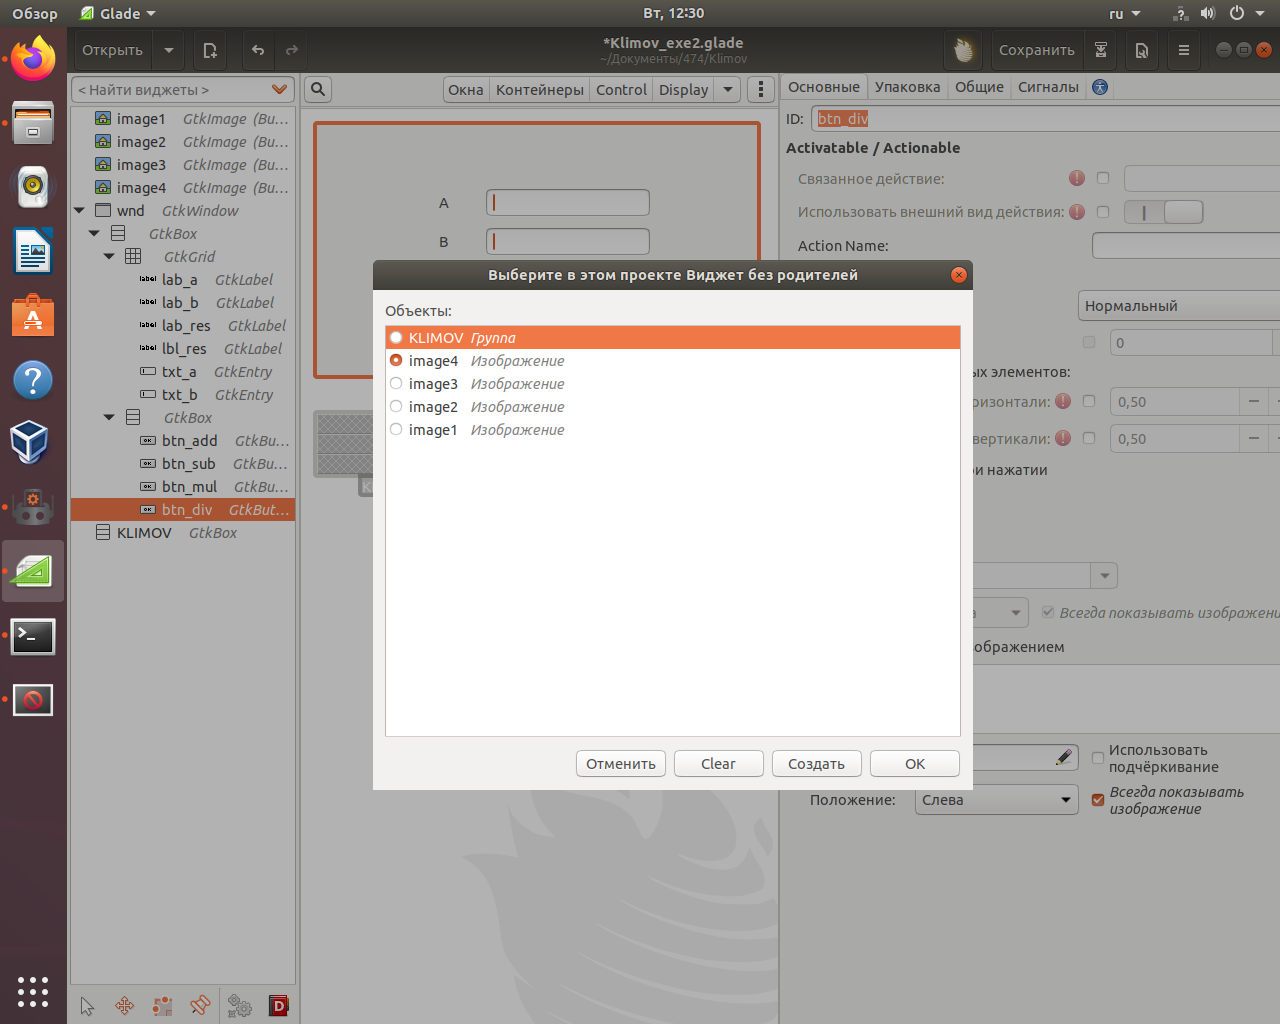 Обзор Glade Вт, 12:30 ru
Открыть *Klimov_exe2.glade Сохранить
~/Документы/474/Klimov
< Найти виджеты > Окна Контейнеры Control Display Основные Упаковка Общие Сигналы
image1 GtkImage (Bu…
image2 GtkImage (Bu…
image3 GtkImage (Bu…
image4 GtkImage (Bu…
wnd GtkWindow
GtkBox
GtkGrid
lab_a GtkLabel
lab_b GtkLabel
lab_res GtkLabel
lbl_res GtkLabel
txt_a GtkEntry
txt_b GtkEntry
GtkBox
btn_add GtkBu…
btn_sub GtkBu…
btn_mul GtkBu…
btn_div GtkBut…
KLIMOV GtkBox
A
B
ID: btn_div
Activatable / Actionable
Связанное действие:
Использовать внешний вид действия:
Action Name:
Нормальный
0
ых элементов:
ризонтали: 0,50
вертикали: 0,50
ри нажатии
Всегда показывать изображени
ображением
Использовать
подчёркивание
Положение: Слева
Всегда показывать
изображение
Выберите в этом проекте Виджет без родителей
Объекты:
KLIMOV Группа
image4 Изображение
image3 Изображение
image2 Изображение
image1 Изображение
Отменить Clear Создать OK